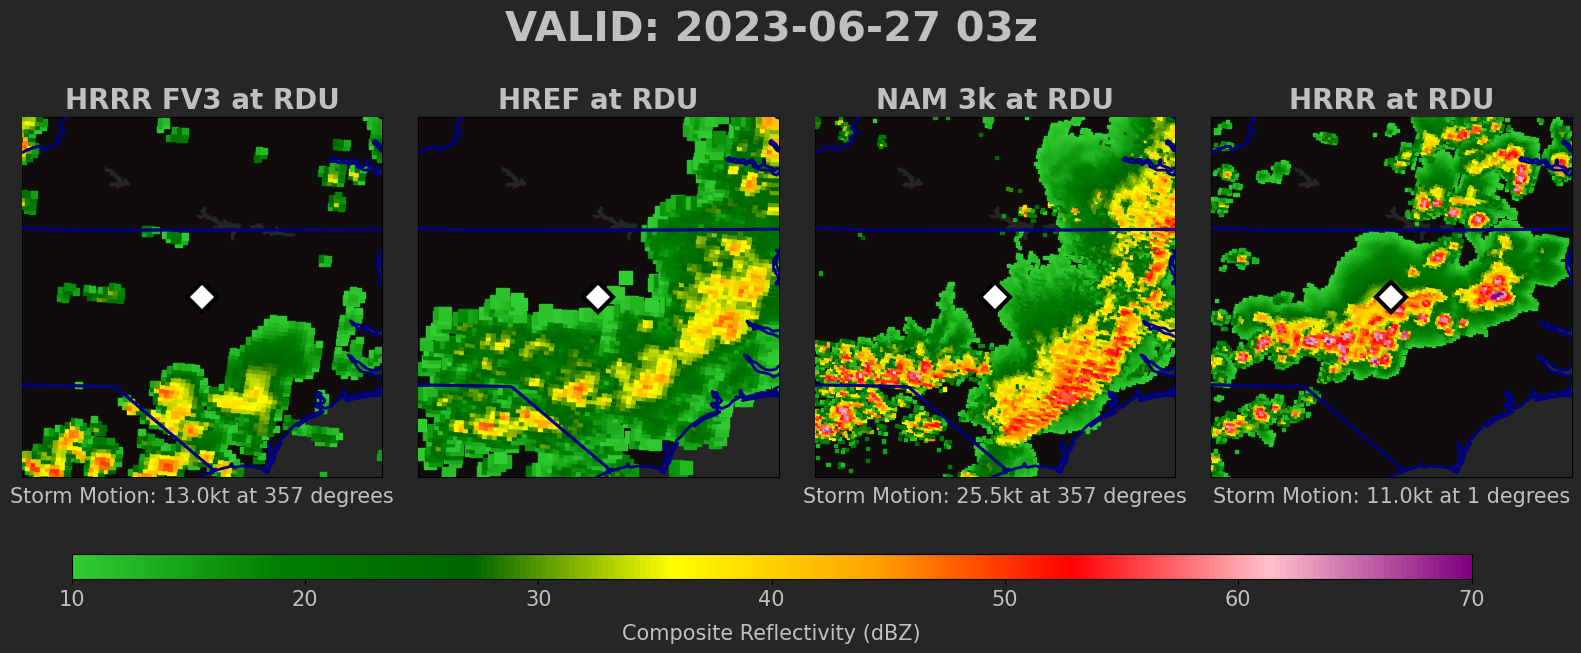 VALID: 2023-06-27 03z
HRRR FV3 at RDU
HREF at RDU
NAM 3k at RDU
HRRR at RDU
Storm Motion: 13.0kt at 357 degrees
Storm Motion: 25.5kt at 357 degrees
Storm Motion: 11.0kt at 1 degrees
10 20 30 40 50 60 70
Composite Reflectivity (dBZ)